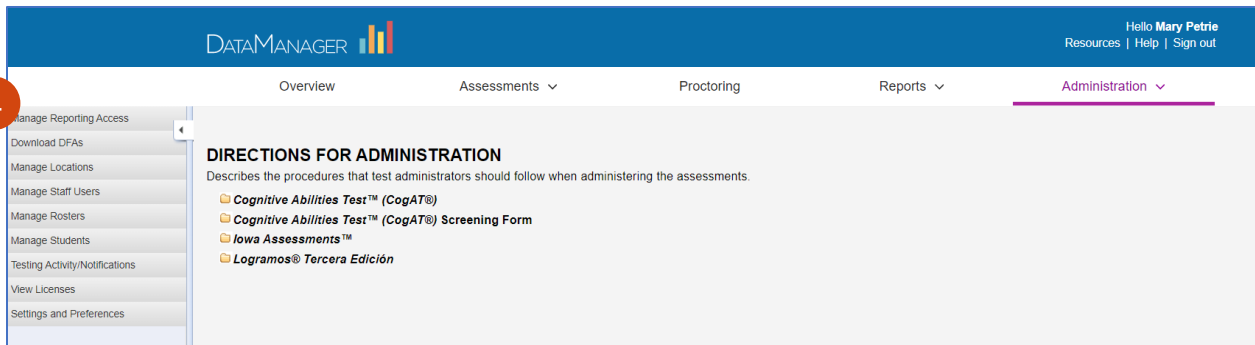 Hello Mary Petrie
DATAMANAGER
Resources | Help | Sign out
Overview Assessments Proctoring Reports Administration
Manage Reporting Access
Download DFAs
Manage Locations
Manage Staff Users
Manage Rosters
Manage Students
Testing Activity/Notifications
View Licenses
Settings and Preferences
DIRECTIONS FOR ADMINISTRATION
Describes the procedures that test administrators should follow when administering the assessments.
Cognitive Abilities Test™ (CogAT®)
Cognitive Abilities Test™ (CogAT®) Screening Form
Iowa Assessments™
Logramos® Tercera Edición